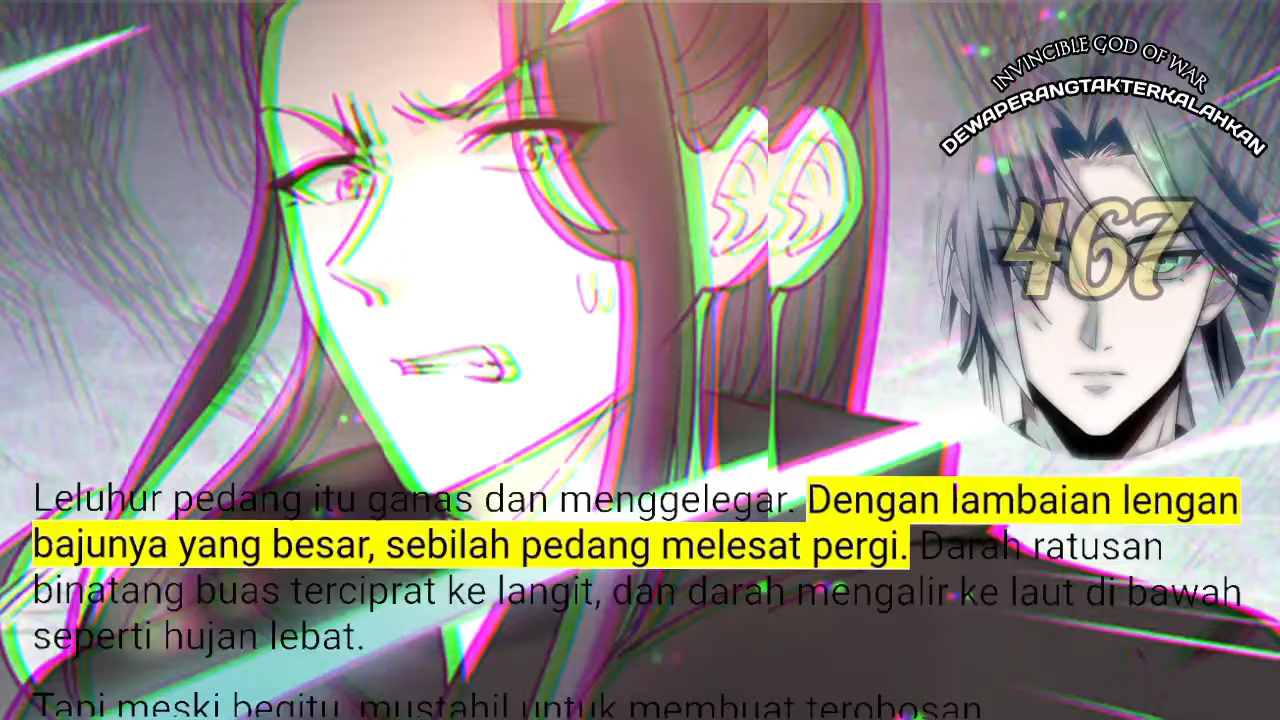 INVINCIBLE GOD OF WAR
DEWAPERANGTAKTERKALAHKAN
467
Leluhur pedang itu ganas dan menggelegar. Dengan lambaian lengan
bajunya yang besar, sebilah pedang melesat pergi. Darah ratusan
binatang buas terciprat ke langit, dan darah mengalir ke laut di bawah
seperti hujan lebat.
Tapi meski begitu, mustahil untuk membuat terobosan